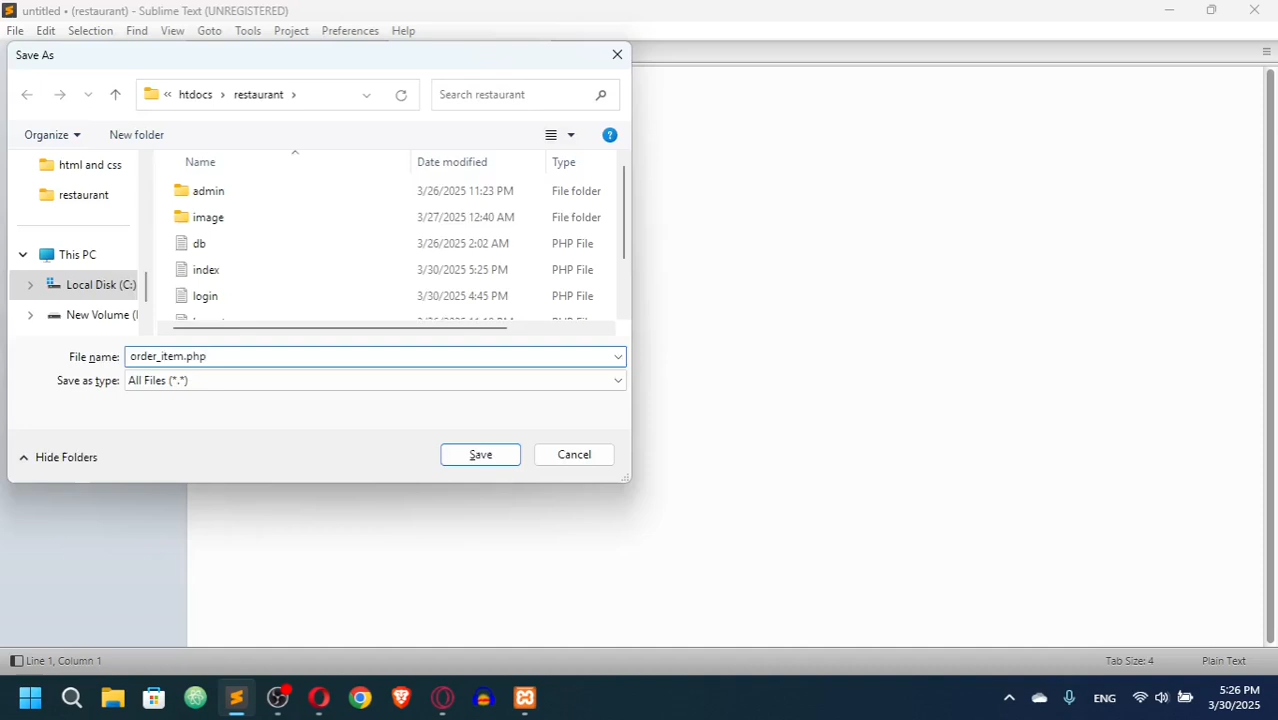 untitled • (restaurant) - Sublime Text (UNREGISTERED)
File Edit Selection Find View Goto Tools Project Preferences Help
Save As
« htdocs › restaurant ›
Search restaurant
Organize
New folder
?
Name Date modified Type
html and css
restaurant
This PC
Local Disk (C:)
New Volume (
admin 3/26/2025 11:23 PM File folder
image 3/27/2025 12:40 AM File folder
db 3/26/2025 2:02 AM PHP File
index 3/30/2025 5:25 PM PHP File
login 3/30/2025 4:45 PM PHP File
File name: order_item.php
Save as type: All Files (*.*)
Hide Folders
Save
Cancel
Line 1, Column 1
Tab Size: 4
Plain Text
ENG
5:26 PM
3/30/2025